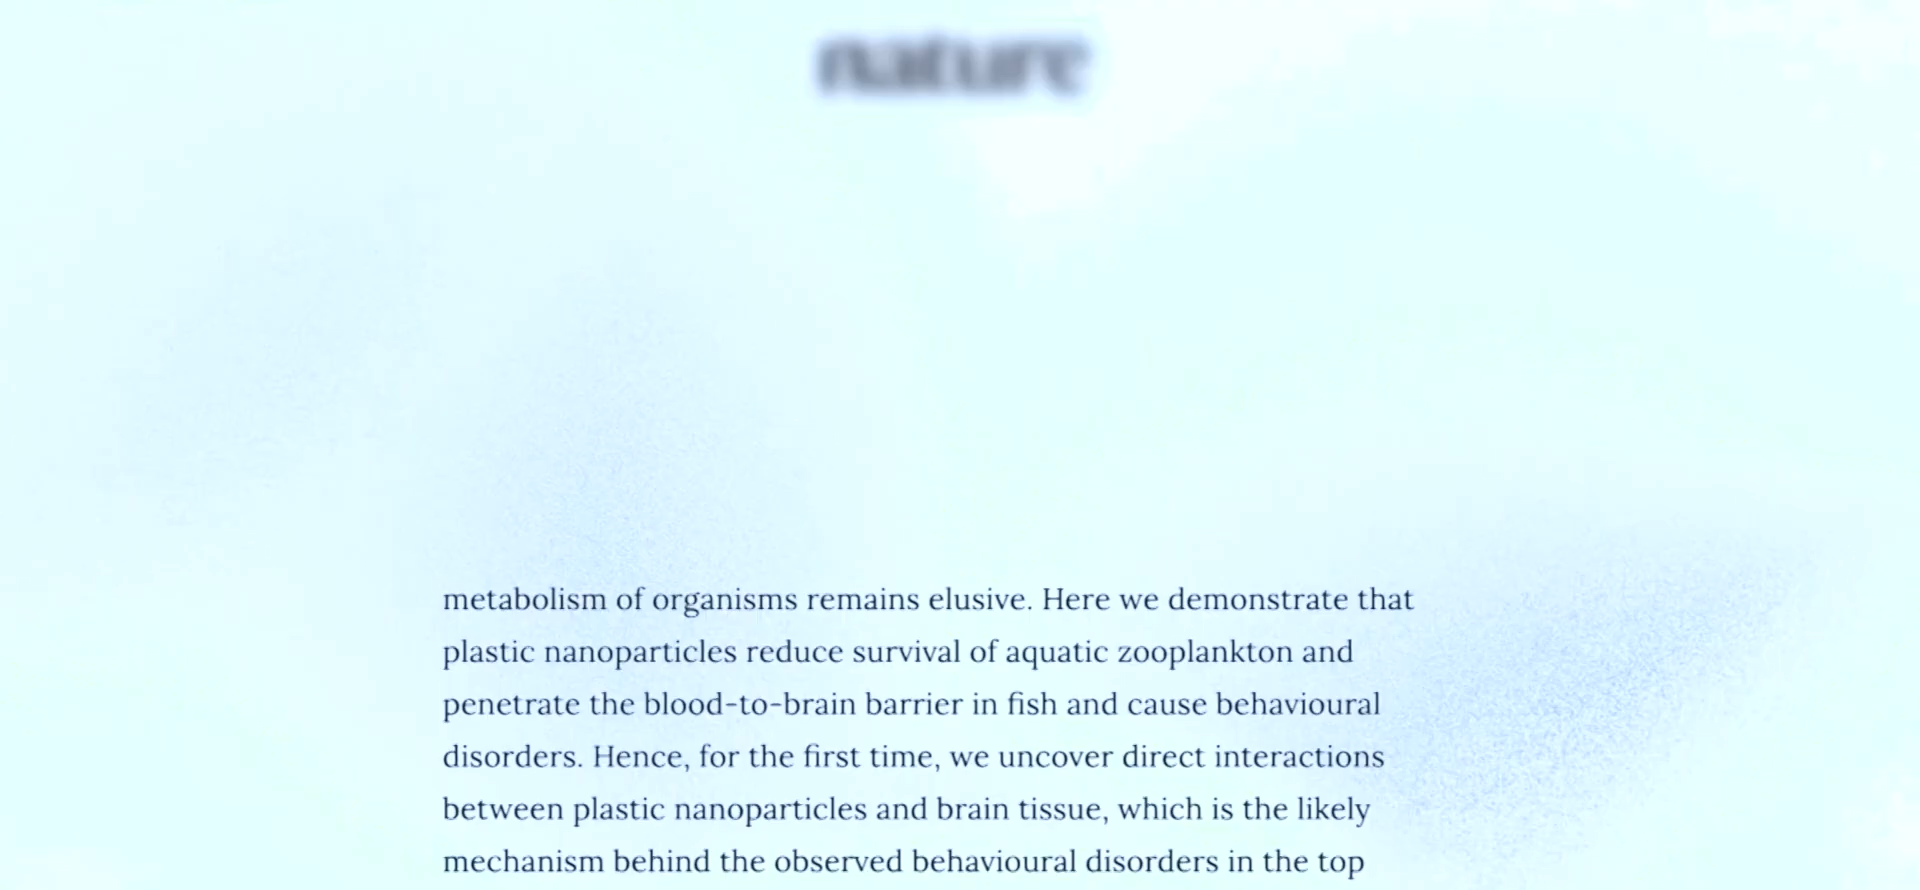 nature
metabolism of organisms remains elusive. Here we demonstrate that
plastic nanoparticles reduce survival of aquatic zooplankton and
penetrate the blood-to-brain barrier in fish and cause behavioural
disorders. Hence, for the first time, we uncover direct interactions
between plastic nanoparticles and brain tissue, which is the likely
mechanism behind the observed behavioural disorders in the top